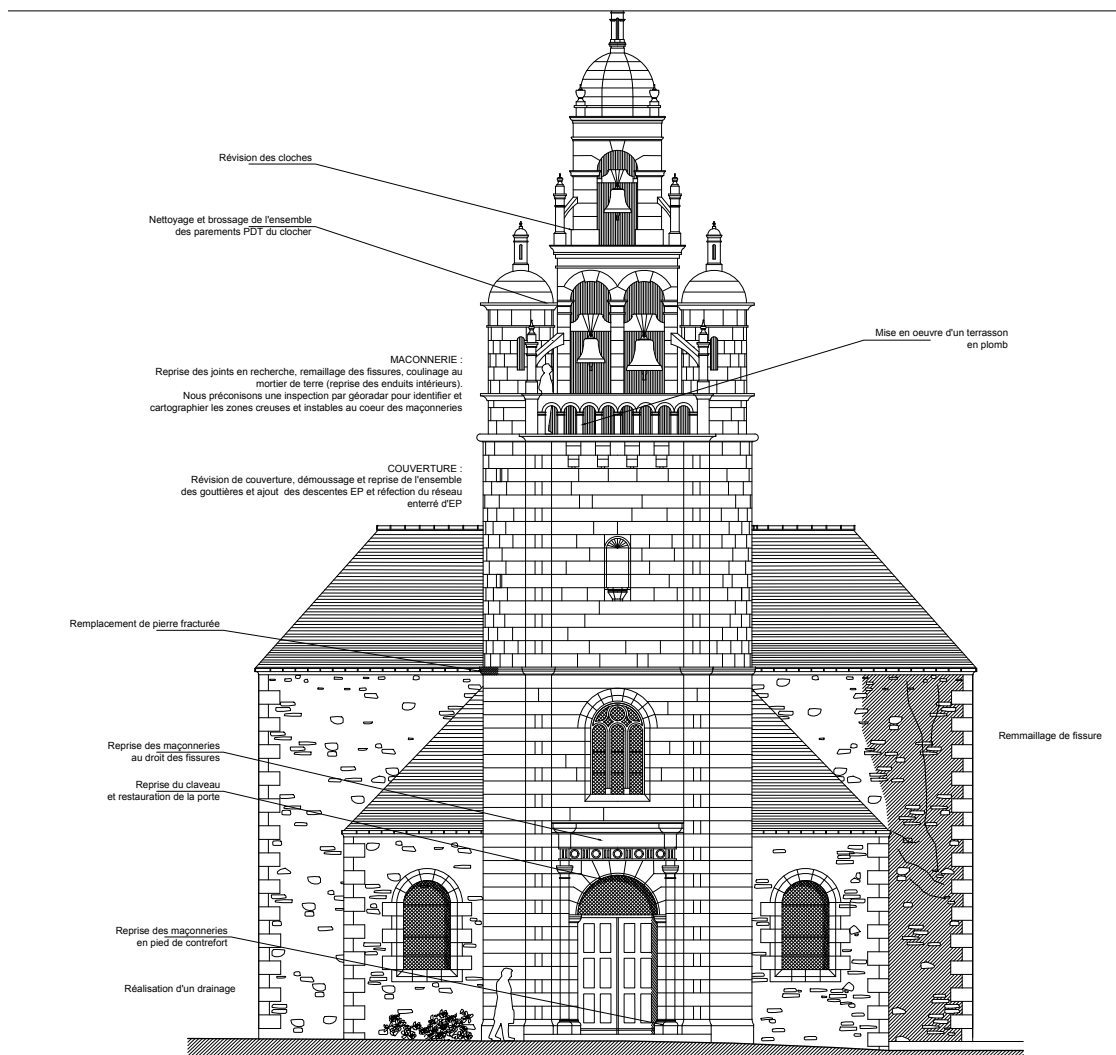 Révision des cloches
Nettoyage et brossage de l'ensemble
des parements PDT du clocher
Mise en oeuvre d'un terrasson
en plomb
MACONNERIE :
Reprise des joints en recherche, remaillage des fissures, coulinage au
mortier de terre (reprise des enduits intérieurs).
Nous préconisons une inspection par géoradar pour identifier et
cartographier les zones creuses et instables au coeur des maçonneries
COUVERTURE :
Révision de couverture, démoussage et reprise de l'ensemble
des gouttières et ajout des descentes EP et réfection du réseau
enterré d'EP
Remplacement de pierre fracturée
Remmaillage de fissure
Reprise des maçonneries
au droit des fissures
Reprise du claveau
et restauration de la porte
Reprise des maçonneries
en pied de contrefort
Réalisation d'un drainage